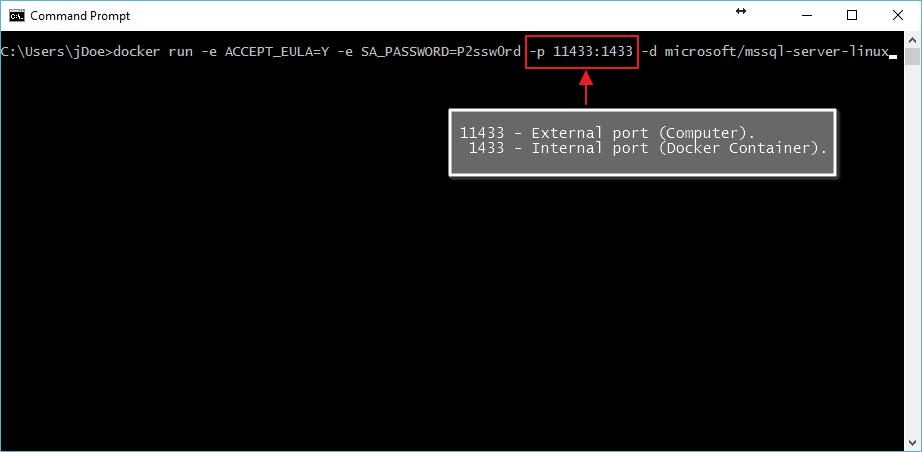 Command Prompt
C:\Users\jDoe>docker run -e ACCEPT_EULA=Y -e SA_PASSWORD=P2ssw0rd -p 11433:1433 -d microsoft/mssql-server-linux
11433 - External port (Computer).
1433 - Internal port (Docker Container).